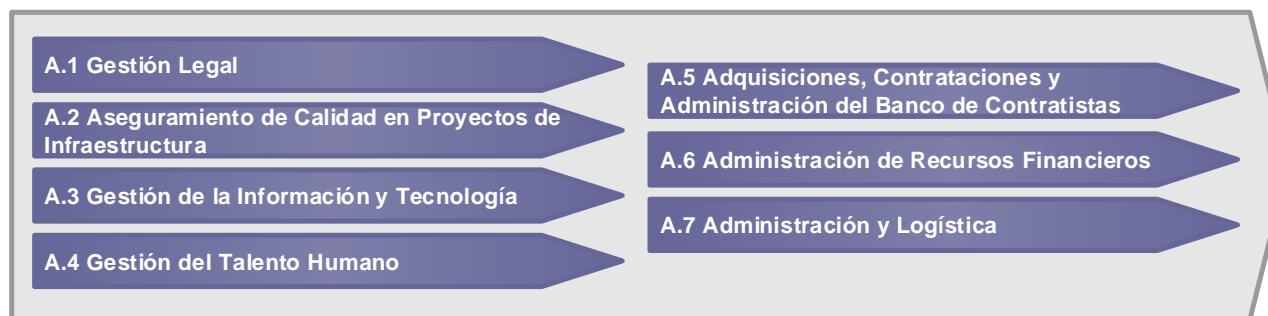 A.1 Gestión Legal
A.2 Aseguramiento de Calidad en Proyectos de
Infraestructura
A.3 Gestión de la Información y Tecnología
A.4 Gestión del Talento Humano
A.5 Adquisiciones, Contrataciones y
Administración del Banco de Contratistas
A.6 Administración de Recursos Financieros
A.7 Administración y Logística